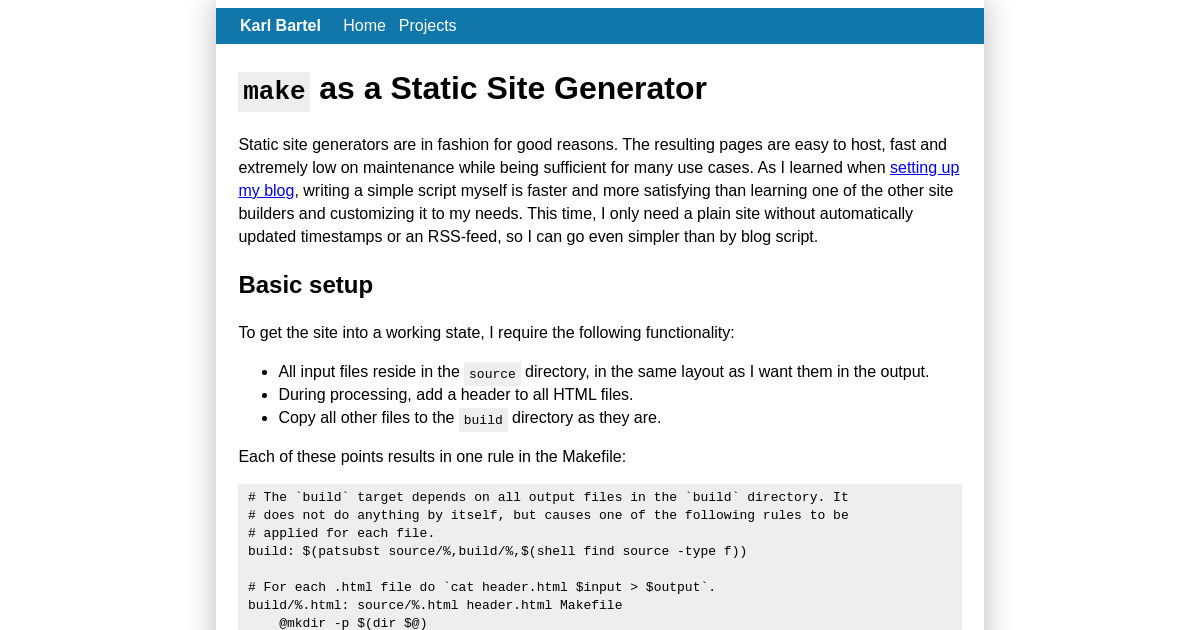 Karl Bartel Home Projects
make as a Static Site Generator
Static site generators are in fashion for good reasons. The resulting pages are easy to host, fast and
extremely low on maintenance while being sufficient for many use cases. As I learned when setting up
my blog, writing a simple script myself is faster and more satisfying than learning one of the other site
builders and customizing it to my needs. This time, I only need a plain site without automatically
updated timestamps or an RSS-feed, so I can go even simpler than by blog script.
Basic setup
To get the site into a working state, I require the following functionality:
• All input files reside in the source directory, in the same layout as I want them in the output.
• During processing, add a header to all HTML files.
• Copy all other files to the build directory as they are.
Each of these points results in one rule in the Makefile:
# The `build` target depends on all output files in the `build` directory. It
# does not do anything by itself, but causes one of the following rules to be
# applied for each file.
build: $(patsubst source/%,build/%,$(shell find source -type f))
# For each .html file do `cat header.html $input > $output`.
build/%.html: source/%.html header.html Makefile
@mkdir -p $(dir $@)